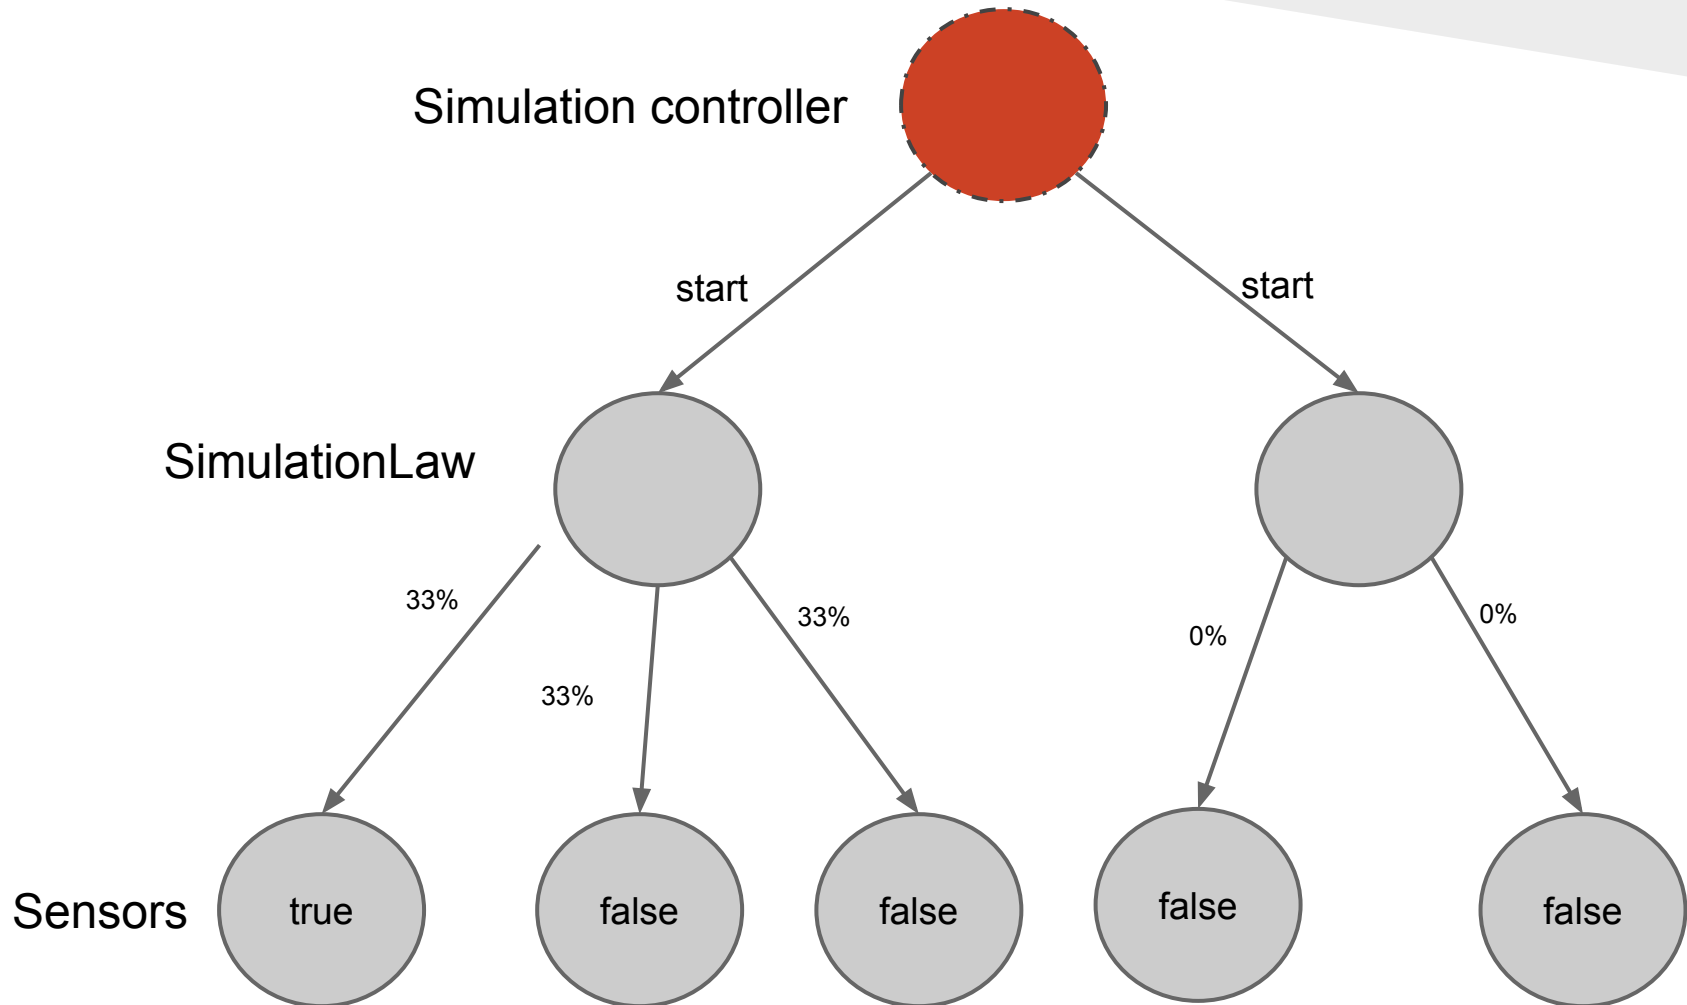 Simulation controller
start
start
SimulationLaw
33%
33%
33%
0%
0%
Sensors
true
false
false
false
false